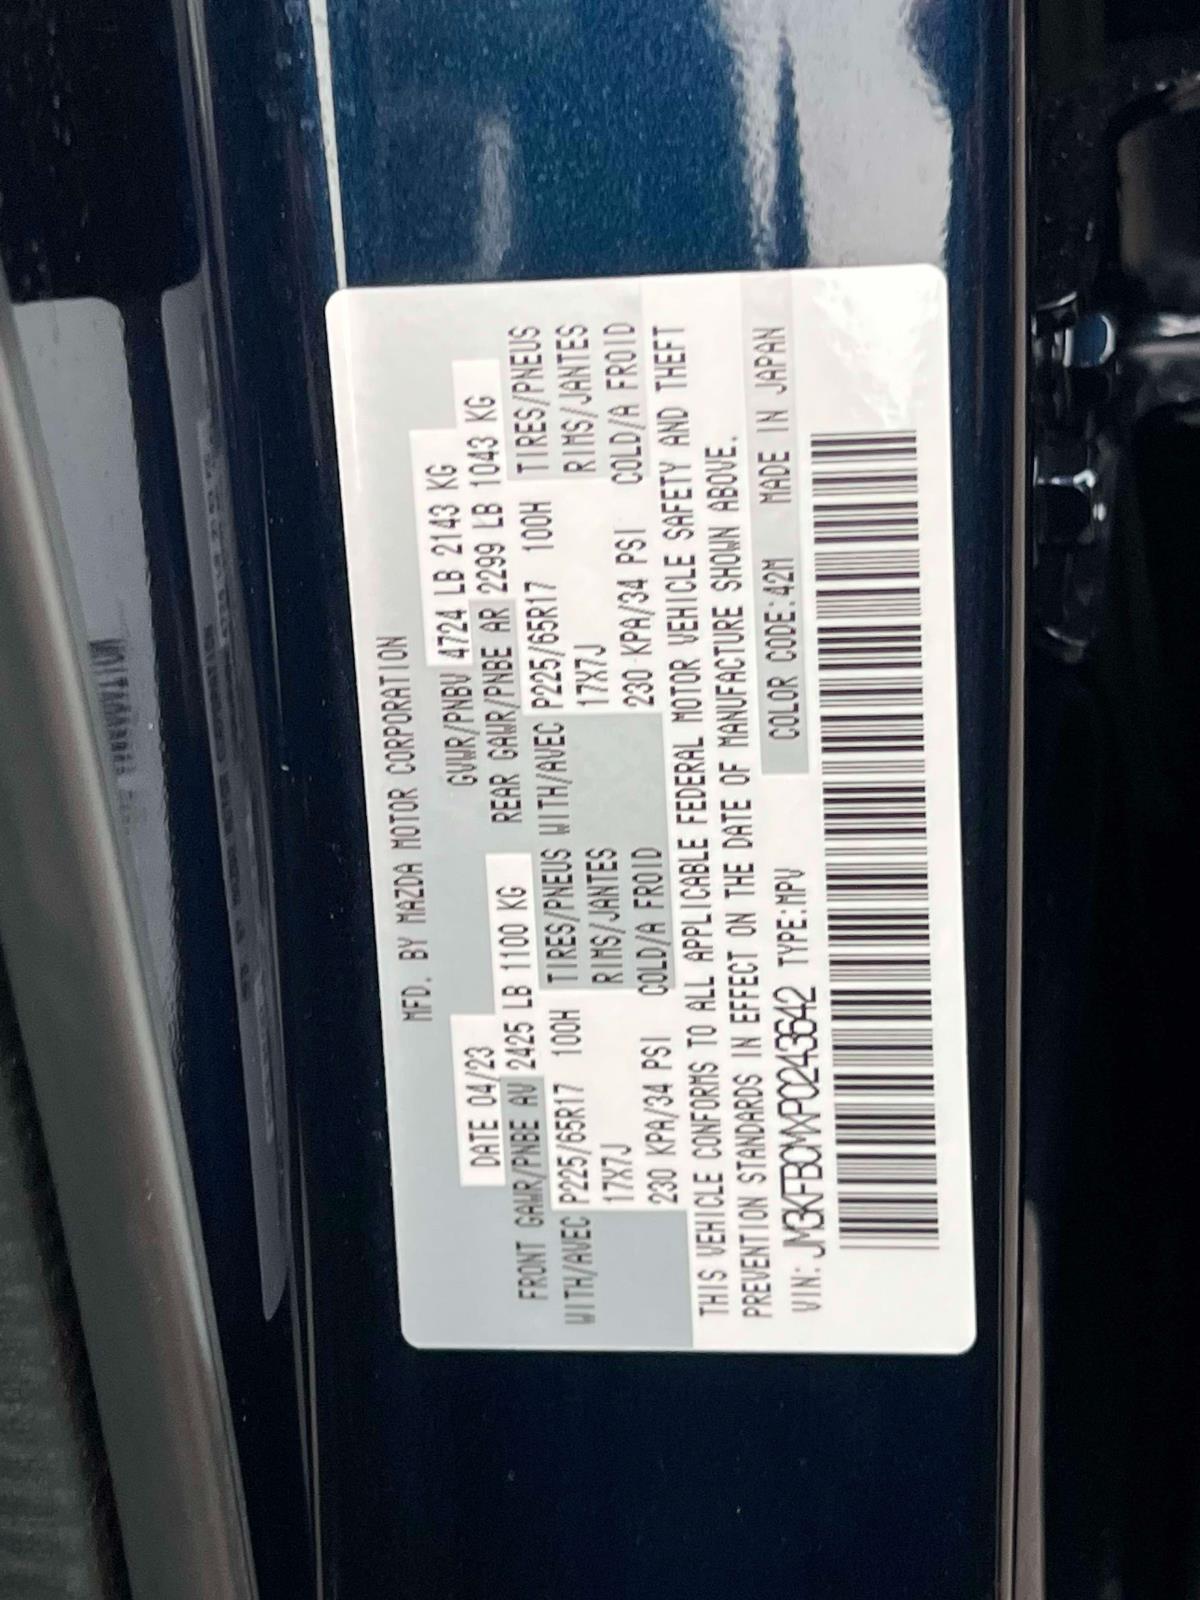 MFD. BY MAZDA MOTOR CORPORATION
DATE 04/23 GVWR/PNBV 4724 LB 2143 KG
FRONT GAWR/PNBE AV 2425 LB 1100 KG REAR GAWR/PNBE AR 2299 LB 1043 KG
WITH/AVEC P225/65R17 100H TIRES/PNEUS WITH/AVEC P225/65R17 100H TIRES/PNEUS
17X7J RIMS/JANTES 17X7J RIMS/JANTES
230 KPA/34 PSI COLD/A FROID 230 KPA/34 PSI COLD/A FROID
THIS VEHICLE CONFORMS TO ALL APPLICABLE FEDERAL MOTOR VEHICLE SAFETY AND THEFT
PREVENTION STANDARDS IN EFFECT ON THE DATE OF MANUFACTURE SHOWN ABOVE.
VIN: JM3KFBCMXP0243642 TYPE:MPV COLOR CODE:42M MADE IN JAPAN